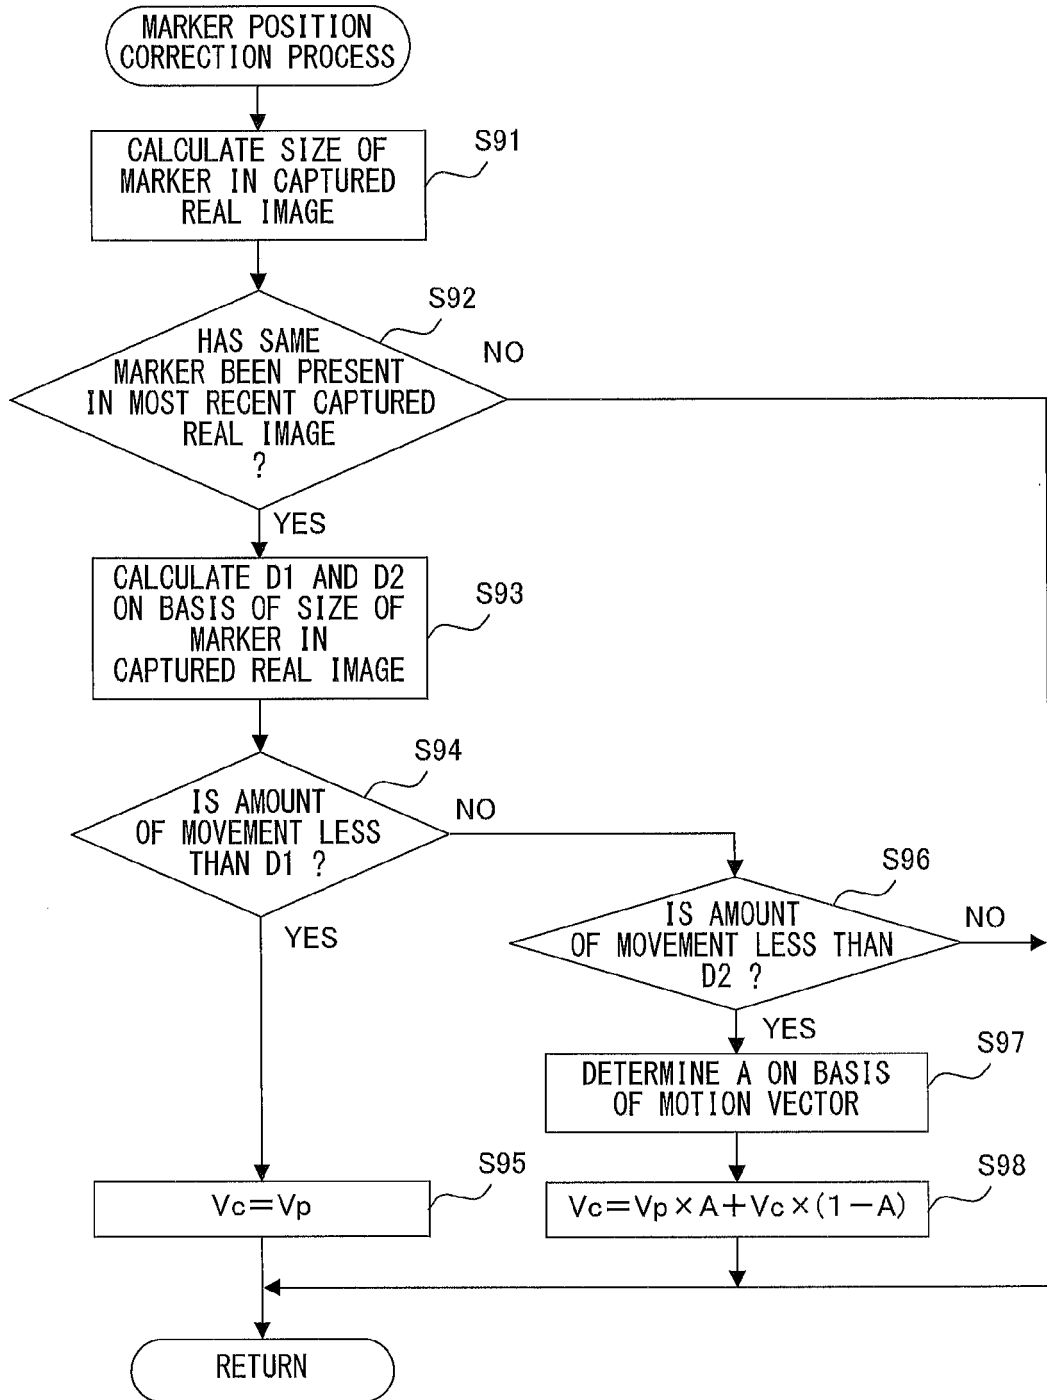 MARKER POSITION
CORRECTION PROCESS
CALCULATE SIZE OF
MARKER IN CAPTURED
REAL IMAGE
S91
HAS SAME
MARKER BEEN PRESENT
IN MOST RECENT CAPTURED
REAL IMAGE
?
S92
NO
YES
CALCULATE D1 AND D2
ON BASIS OF SIZE OF
MARKER IN
CAPTURED REAL IMAGE
S93
IS AMOUNT
OF MOVEMENT LESS
THAN D1 ?
S94
NO
YES
IS AMOUNT
OF MOVEMENT LESS THAN
D2 ?
S96
NO
YES
DETERMINE A ON BASIS
OF MOTION VECTOR
S97
Vc=Vp
S95
Vc=Vp×A+Vc×(1−A)
S98
RETURN